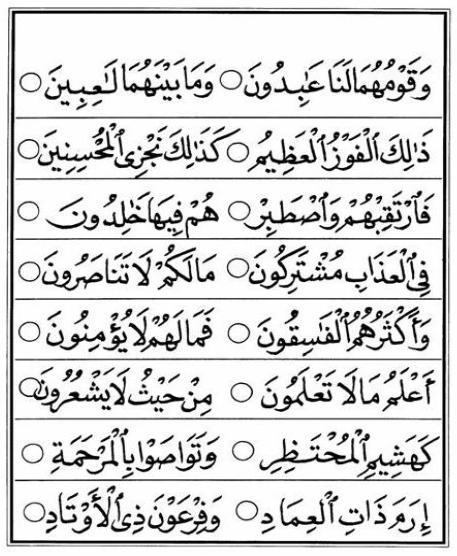 وَقَوْمُهُمَا لَنَا عَٰبِدُونَ ○ وَمَا بَيْنَهُمَا لَٰعِبِينَ ○
ذَٰلِكَ ٱلْفَوْزُ ٱلْعَظِيمُ ○ كَذَٰلِكَ نَجْزِى ٱلْمُحْسِنِينَ ○
فَٱرْتَقِبْهُمْ وَٱصْطَبِرْ ○ هُمْ فِيهَا خَٰلِدُونَ ○
فِى ٱلْعَذَابِ مُشْتَرِكُونَ ○ مَا لَكُمْ لَا تَنَاصَرُونَ ○
وَأَكْثَرُهُمُ ٱلْفَٰسِقُونَ ○ فَمَا لَهُمْ لَا يُؤْمِنُونَ ○
أَعْلَمُ مَا لَا تَعْلَمُونَ ○ مِنْ حَيْثُ لَا يَشْعُرُونَ ○
كَهَشِيمِ ٱلْمُحْتَظِرِ ○ وَتَوَاصَوْا بِٱلْمَرْحَمَةِ ○
إِرَمَ ذَاتِ ٱلْعِمَادِ ○ وَفِرْعَوْنَ ذِى ٱلْأَوْتَادِ ○